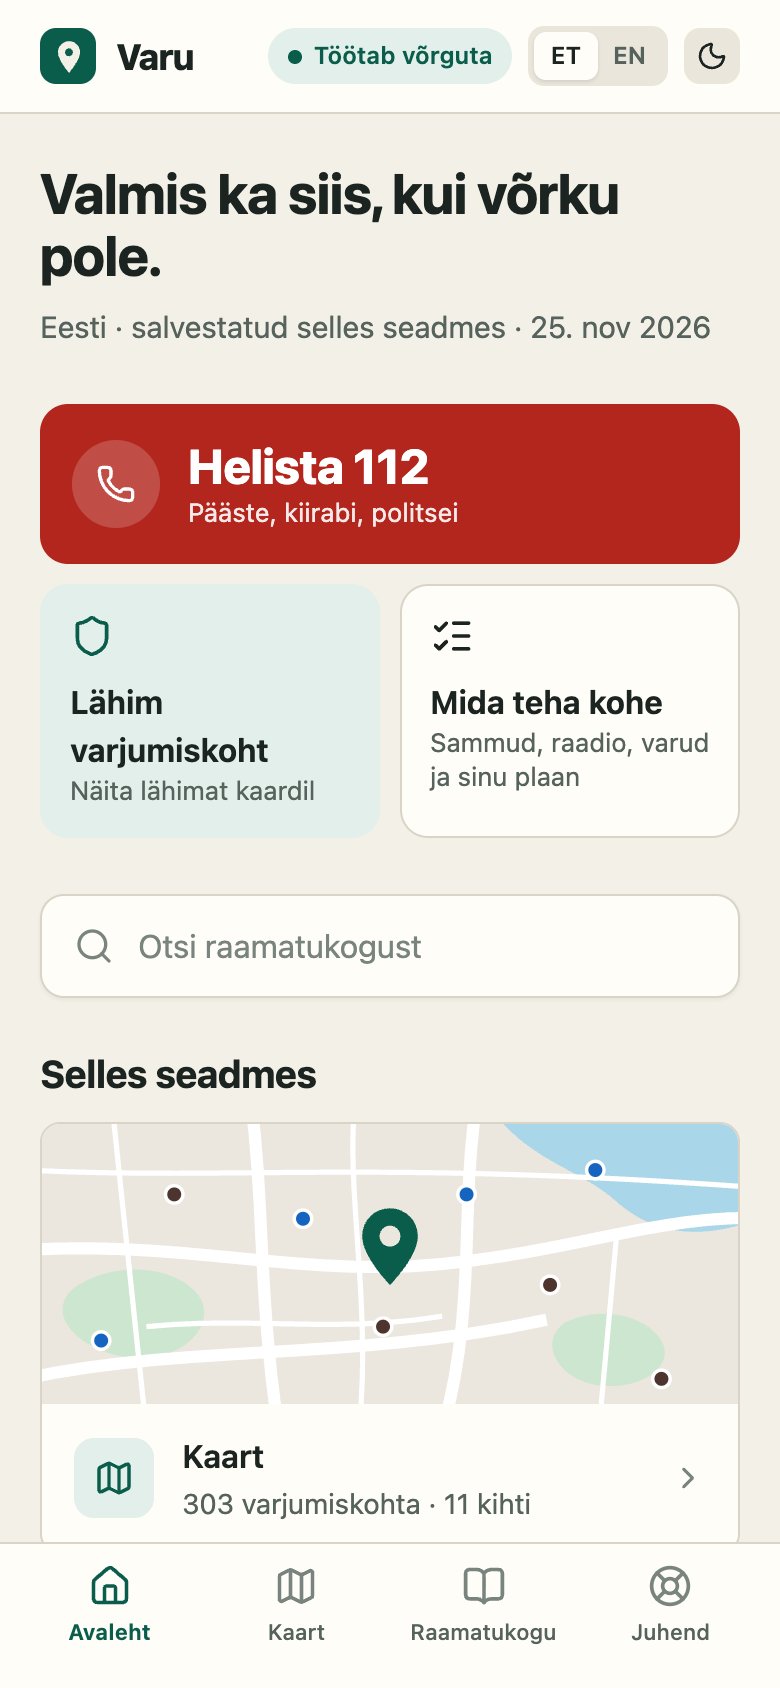 Varu
Töötab võrguta
ET EN
Valmis ka siis, kui võrku
pole.
Eesti · salvestatud selles seadmes · 25. nov 2026
Helista 112
Pääste, kiirabi, politsei
Lähim
varjumiskoht
Näita lähimat kaardil
Mida teha kohe
Sammud, raadio, varud
ja sinu plaan
Otsi raamatukogust
Selles seadmes
Kaart
303 varjumiskohta · 11 kihti
Avaleht
Kaart
Raamatukogu
Juhend